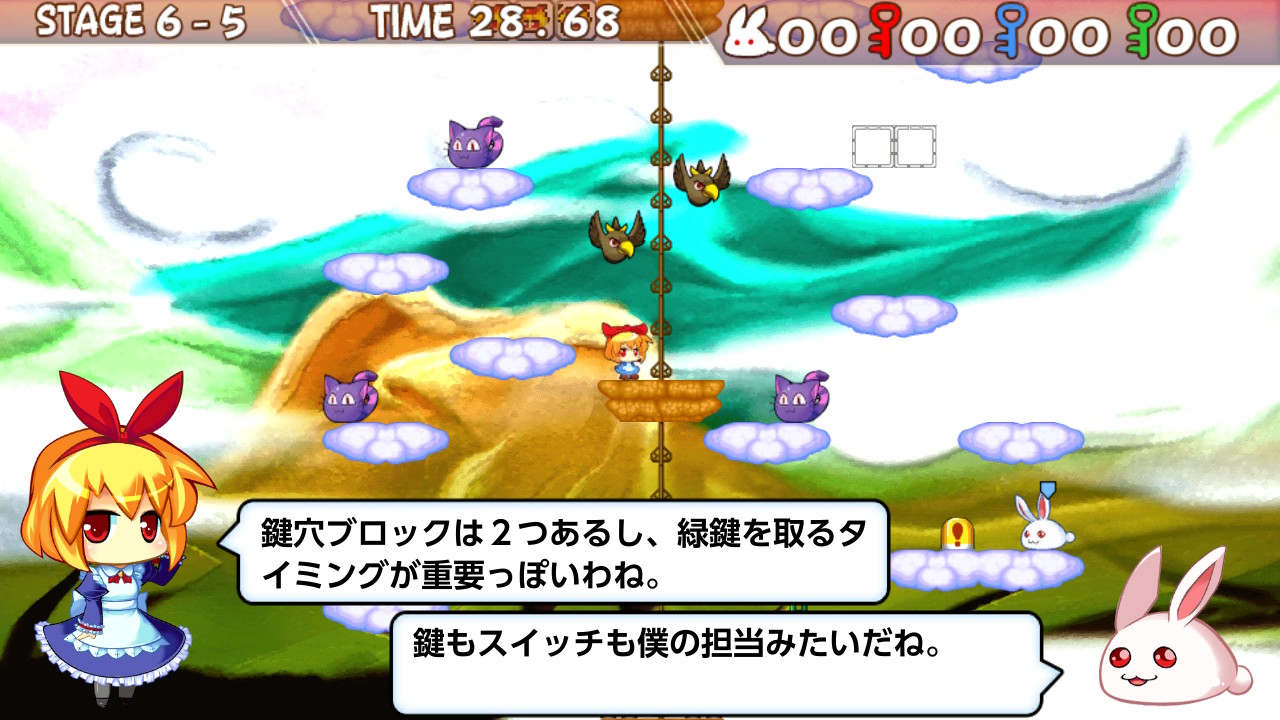 STAGE 6-5
TIME 28.68
00 00 00 00
鍵穴ブロックは２つあるし、緑鍵を取るタ
イミングが重要っぽいわね。
鍵もスイッチも僕の担当みたいだね。